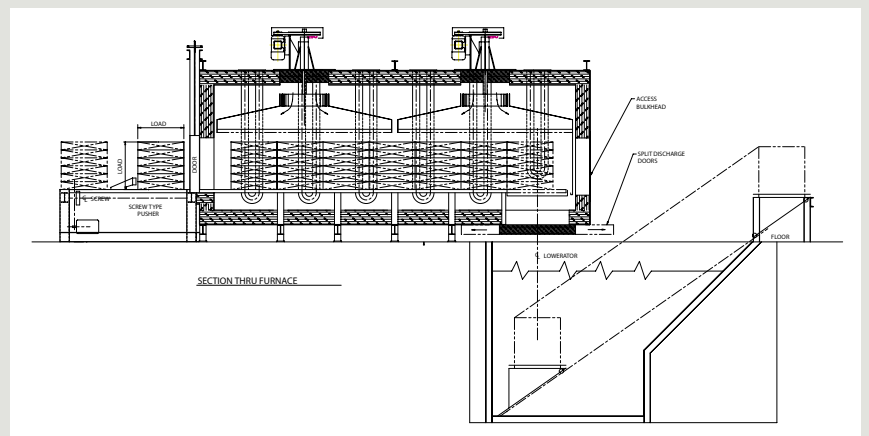 ACCESS
BULKHEAD
LOAD
SPLIT DISCHARGE
DOORS
LOAD
DOOR
℄ SCREW
SCREW TYPE
PUSHER
FLOOR
℄ LOWERATOR
SECTION THRU FURNACE